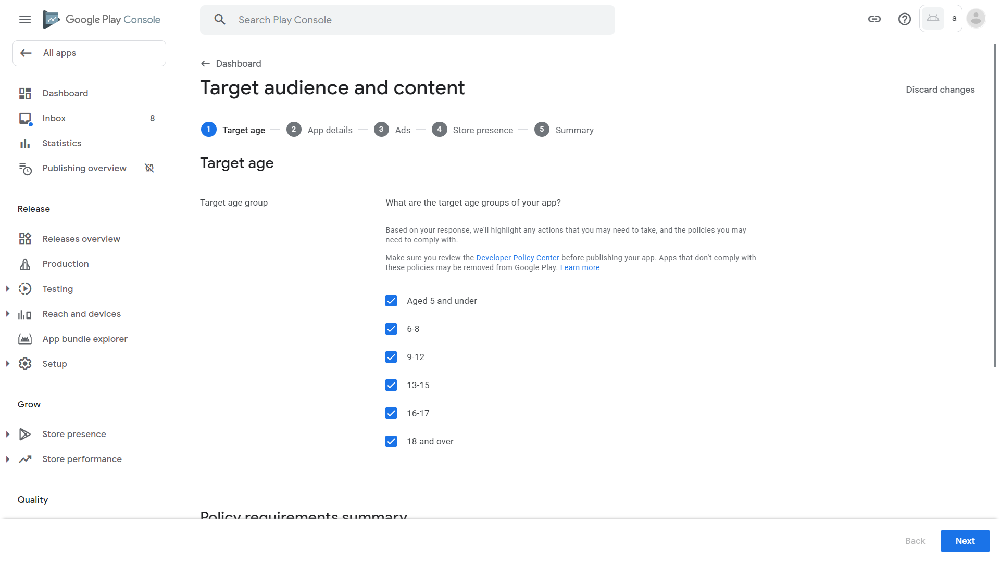 Google Play Console
Search Play Console
a
All apps
Dashboard
Inbox
8
Statistics
Publishing overview
Release
Releases overview
Production
Testing
Reach and devices
App bundle explorer
Setup
Grow
Store presence
Store performance
Quality
Dashboard
Target audience and content
Discard changes
1 Target age
2 App details
3 Ads
4 Store presence
5 Summary
Target age
Target age group
What are the target age groups of your app?
Based on your response, we'll highlight any actions that you may need to take, and the policies you may
need to comply with.
Make sure you review the Developer Policy Center before publishing your app. Apps that don't comply with
these policies may be removed from Google Play. Learn more
Aged 5 and under
6-8
9-12
13-15
16-17
18 and over
Policy requirements summary
Back
Next